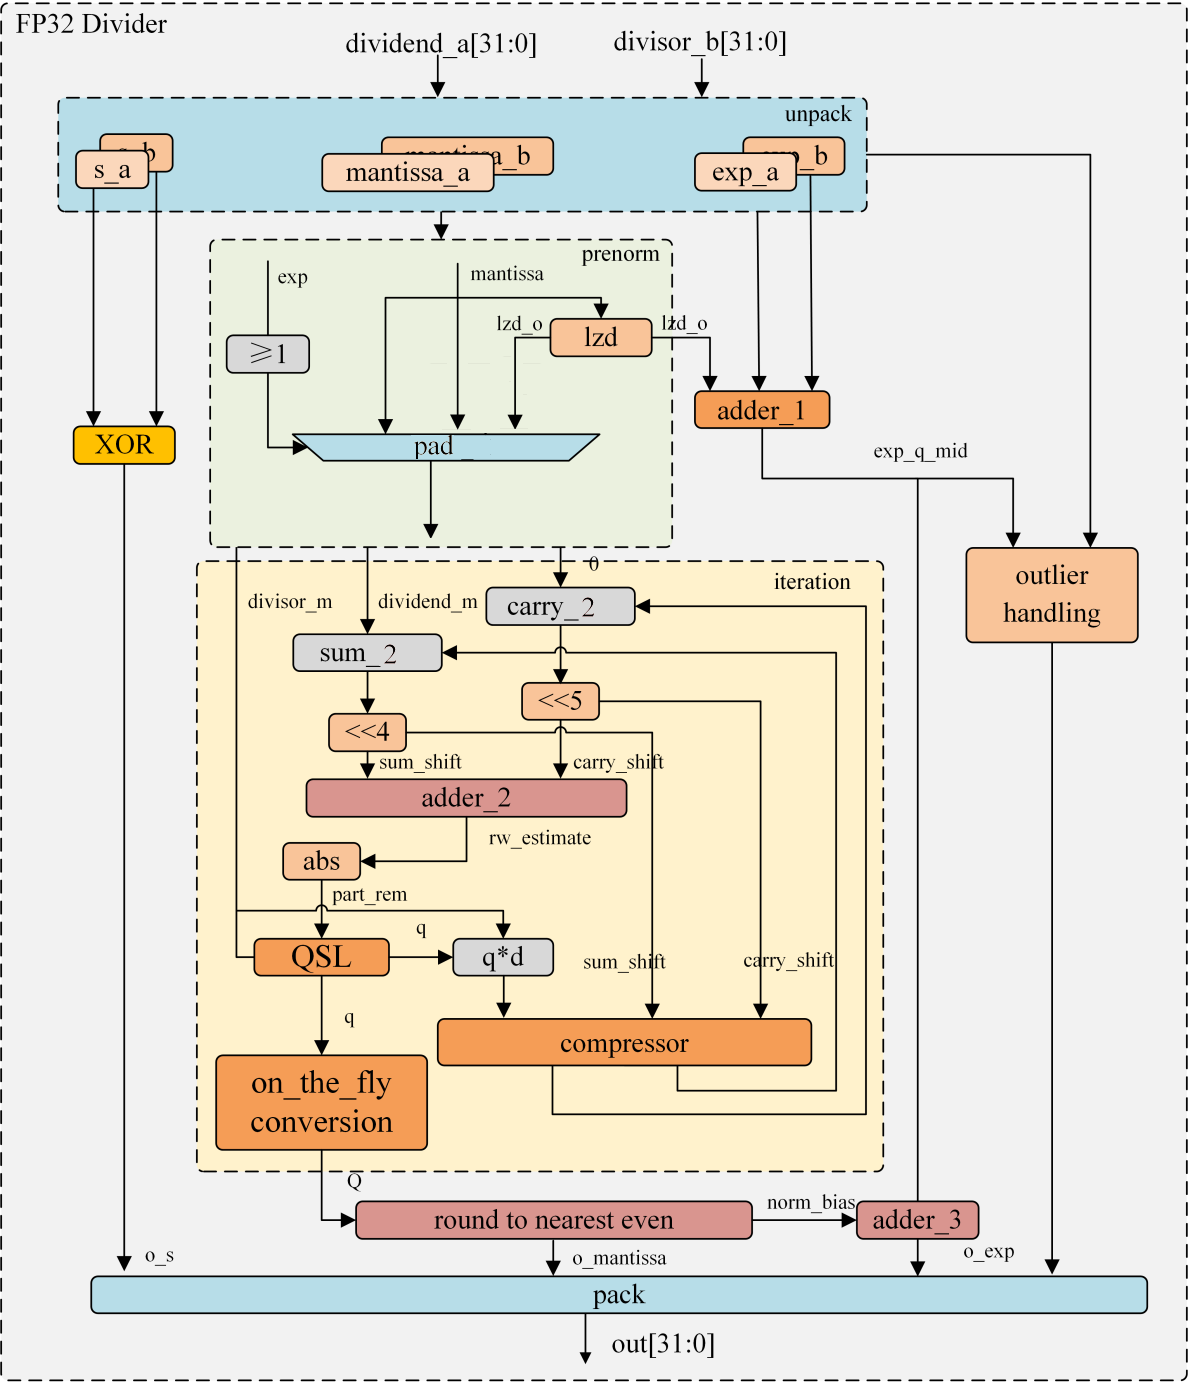 FP32 Divider
dividend_a[31:0]
divisor_b[31:0]
unpack
s_b
s_a
mantissa_b
mantissa_a
exp_b
exp_a
prenorm
exp
mantissa
lzd_o
lzd
lzd_o
≥1
adder_1
XOR
pad_
exp_q_mid
0
iteration
outlier
handling
divisor_m
dividend_m
carry_2
sum_2
<<5
<<4
sum_shift
carry_shift
adder_2
rw_estimate
abs
part_rem
q
QSL
q*d
sum_shift
carry_shift
q
compressor
on_the_fly
conversion
Q
norm_bias
round to nearest even
adder_3
o_s
o_mantissa
o_exp
pack
out[31:0]